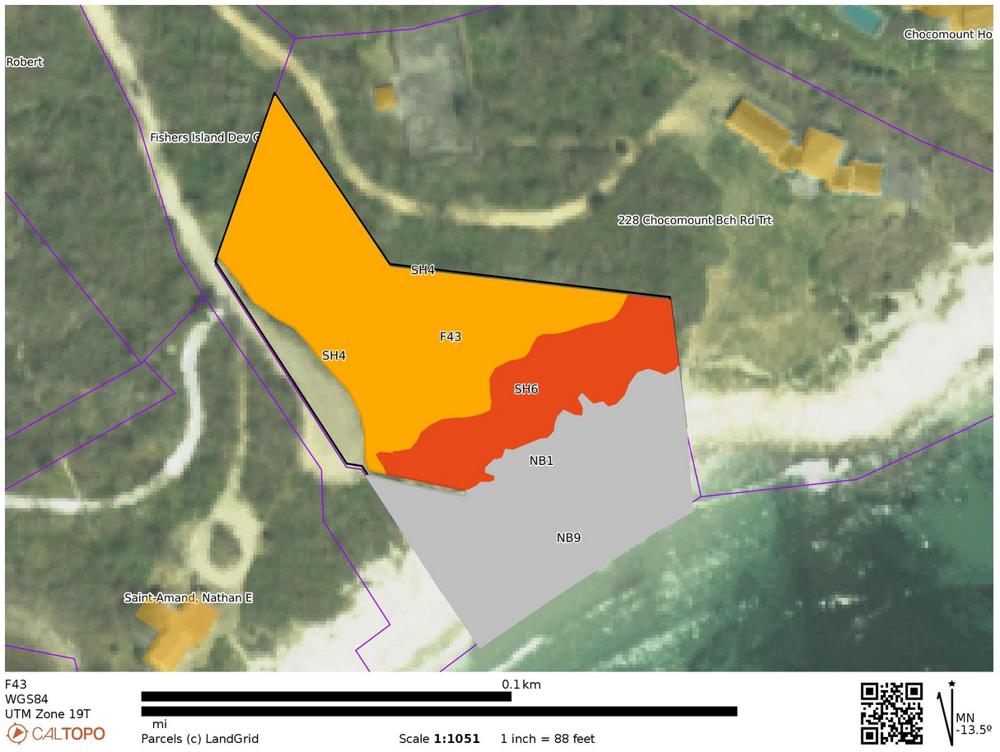 Chocomount Ho
Robert
Fishers Island Dev C
228 Chocomount Bch Rd Trt
SH4
F43
SH4
SH6
NB1
NB9
Saint-Amand, Nathan E
F43
WGS84
UTM Zone 19T
CALTOPO
0.1 km
mi
Parcels (c) LandGrid
Scale 1:1051 1 inch = 88 feet
MN
-13.5º